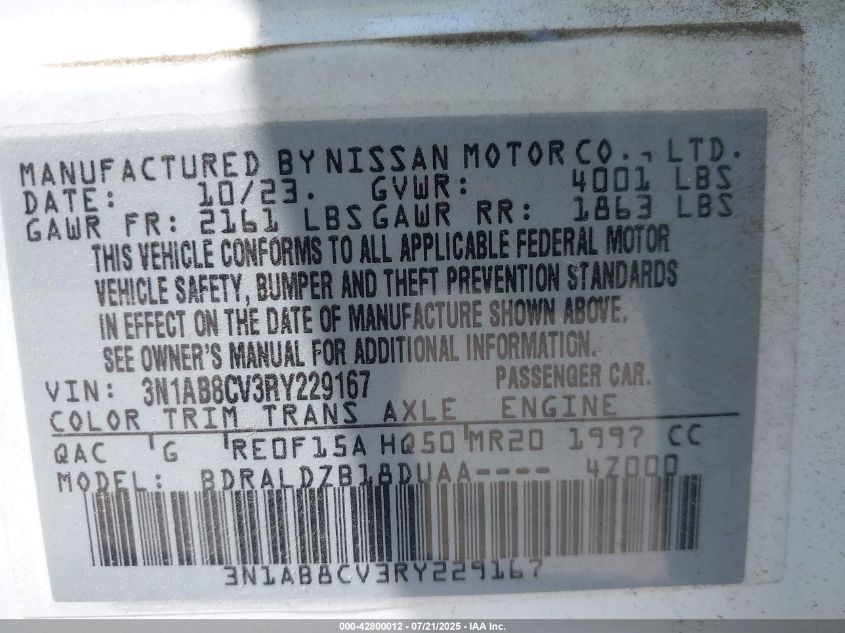 MANUFACTURED BY NISSAN MOTOR CO., LTD.
DATE: 10/23. GVWR: 4001 LBS
GAWR FR: 2161 LBS GAWR RR: 1863 LBS
THIS VEHICLE CONFORMS TO ALL APPLICABLE FEDERAL MOTOR
VEHICLE SAFETY, BUMPER AND THEFT PREVENTION STANDARDS
IN EFFECT ON THE DATE OF MANUFACTURE SHOWN ABOVE.
SEE OWNER'S MANUAL FOR ADDITIONAL INFORMATION.
VIN: 3N1AB8CV3RY229167 PASSENGER CAR.
COLOR TRIM TRANS AXLE ENGINE
QAC G RE0F15A HQ50 MR20 1997 CC
MODEL: BDRALDZB18DUAA---- 4Z000
3N1AB8CV3RY229167
000-42800012 - 07/21/2025 - IAA Inc.